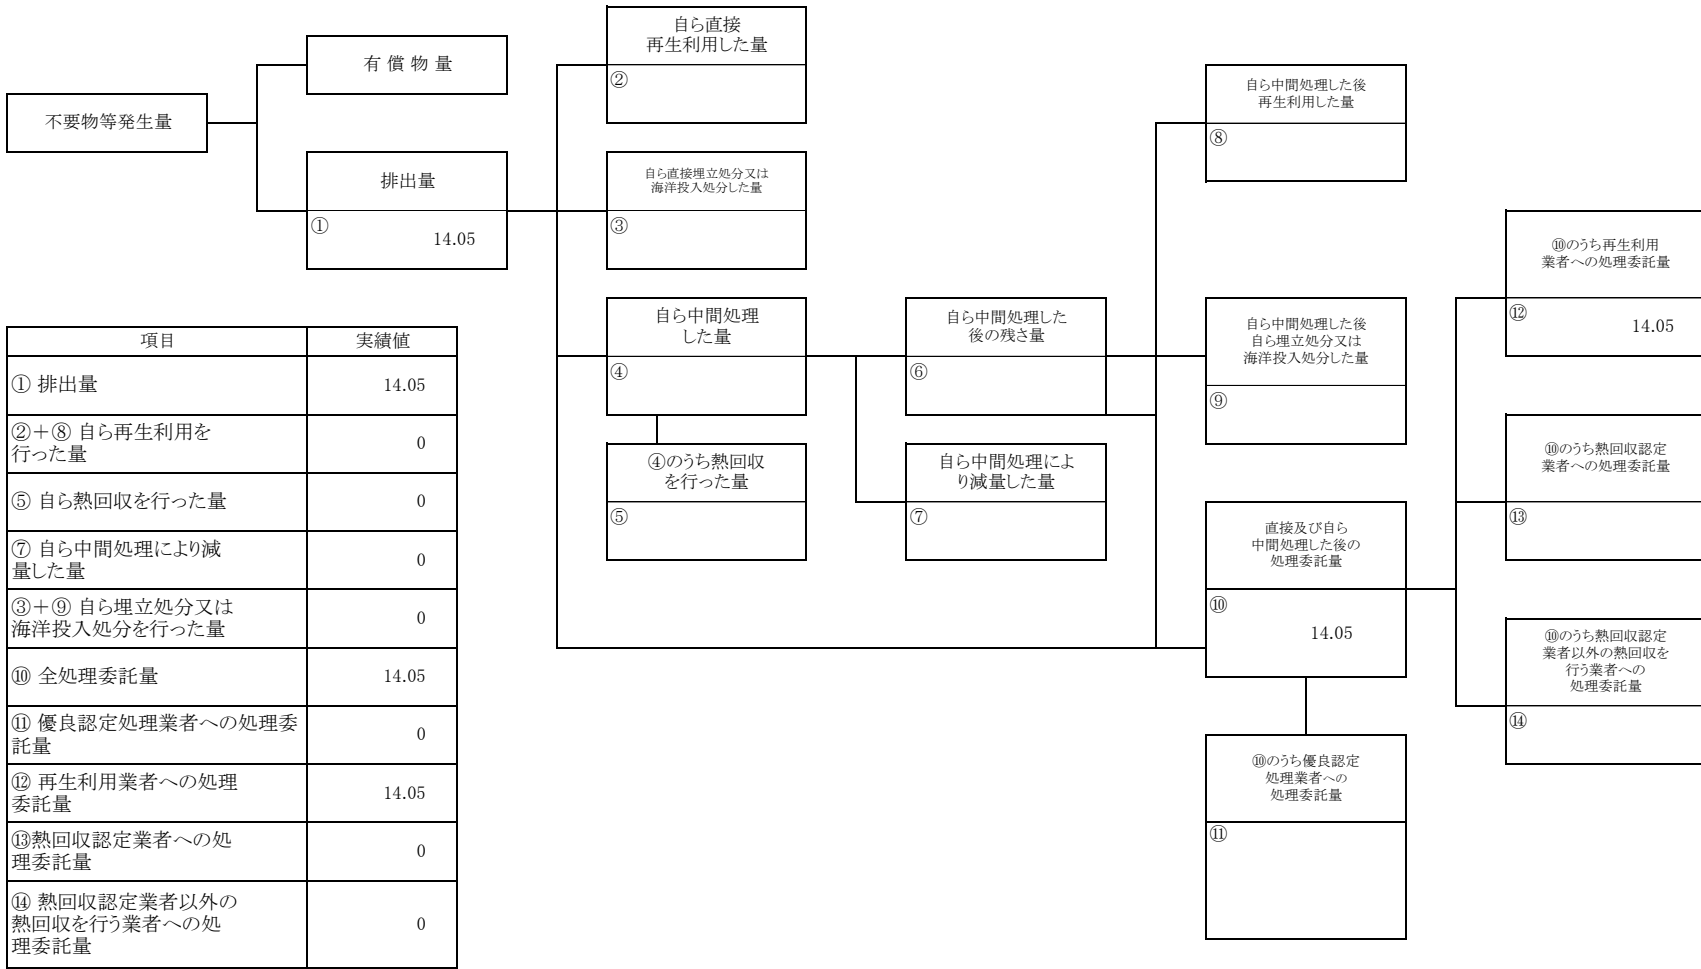 不要物等発生量
有 償 物 量
排出量
①
14.05
自ら直接
再生利用した量
②
自ら直接埋立処分又は
海洋投入処分した量
③
自ら中間処理
した量
④
④のうち熱回収
を行った量
⑤
自ら中間処理した
後の残さ量
⑥
自ら中間処理によ
り減量した量
⑦
自ら中間処理した後
再生利用した量
⑧
自ら中間処理した後
自ら埋立処分又は
海洋投入処分した量
⑨
直接及び自ら
中間処理した後の
処理委託量
⑩
14.05
⑩のうち優良認定
処理業者への
処理委託量
⑪
⑩のうち再生利用
業者への処理委託量
⑫
14.05
⑩のうち熱回収認定
業者への処理委託量
⑬
⑩のうち熱回収認定
業者以外の熱回収を
行う業者への
処理委託量
⑭
項目 実績値
① 排出量 14.05
②＋⑧ 自ら再生利用を
行った量 0
⑤ 自ら熱回収を行った量 0
⑦ 自ら中間処理により減
量した量 0
③＋⑨ 自ら埋立処分又は
海洋投入処分を行った量 0
⑩ 全処理委託量 14.05
⑪ 優良認定処理業者への処理委
託量 0
⑫ 再生利用業者への処理
委託量 14.05
⑬熱回収認定業者への処
理委託量 0
⑭ 熱回収認定業者以外の
熱回収を行う業者への処
理委託量 0